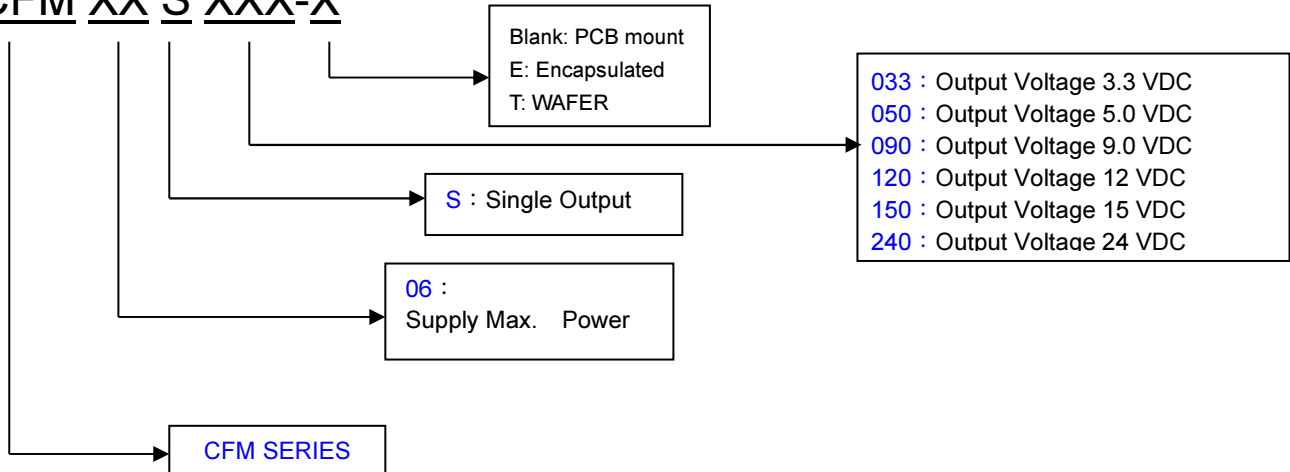 CFM XX S XXX-X
Blank: PCB mount
E: Encapsulated
T: WAFER
033：Output Voltage 3.3 VDC
050：Output Voltage 5.0 VDC
090：Output Voltage 9.0 VDC
120：Output Voltage 12 VDC
150：Output Voltage 15 VDC
240：Output Voltage 24 VDC
S：Single Output
06：
Supply Max. Power
CFM SERIES